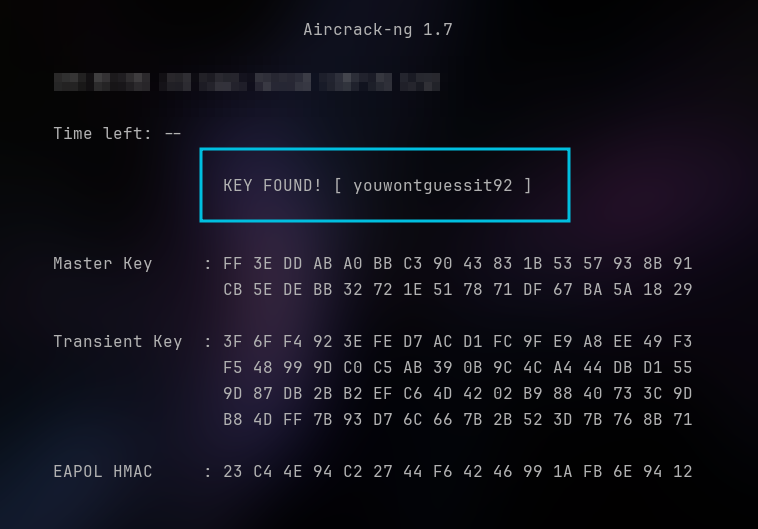 Aircrack-ng 1.7
Time left: --
KEY FOUND! [ youwontguessit92 ]
Master Key : FF 3E DD AB A0 BB C3 90 43 83 1B 53 57 93 8B 91
CB 5E DE BB 32 72 1E 51 78 71 DF 67 BA 5A 18 29
Transient Key : 3F 6F F4 92 3E FE D7 AC D1 FC 9F E9 A8 EE 49 F3
F5 48 99 9D C0 C5 AB 39 0B 9C 4C A4 44 DB D1 55
9D 87 DB 2B B2 EF C6 4D 42 02 B9 88 40 73 3C 9D
B8 4D FF 7B 93 D7 6C 66 7B 2B 52 3D 7B 76 8B 71
EAPOL HMAC : 23 C4 4E 94 C2 27 44 F6 42 46 99 1A FB 6E 94 12